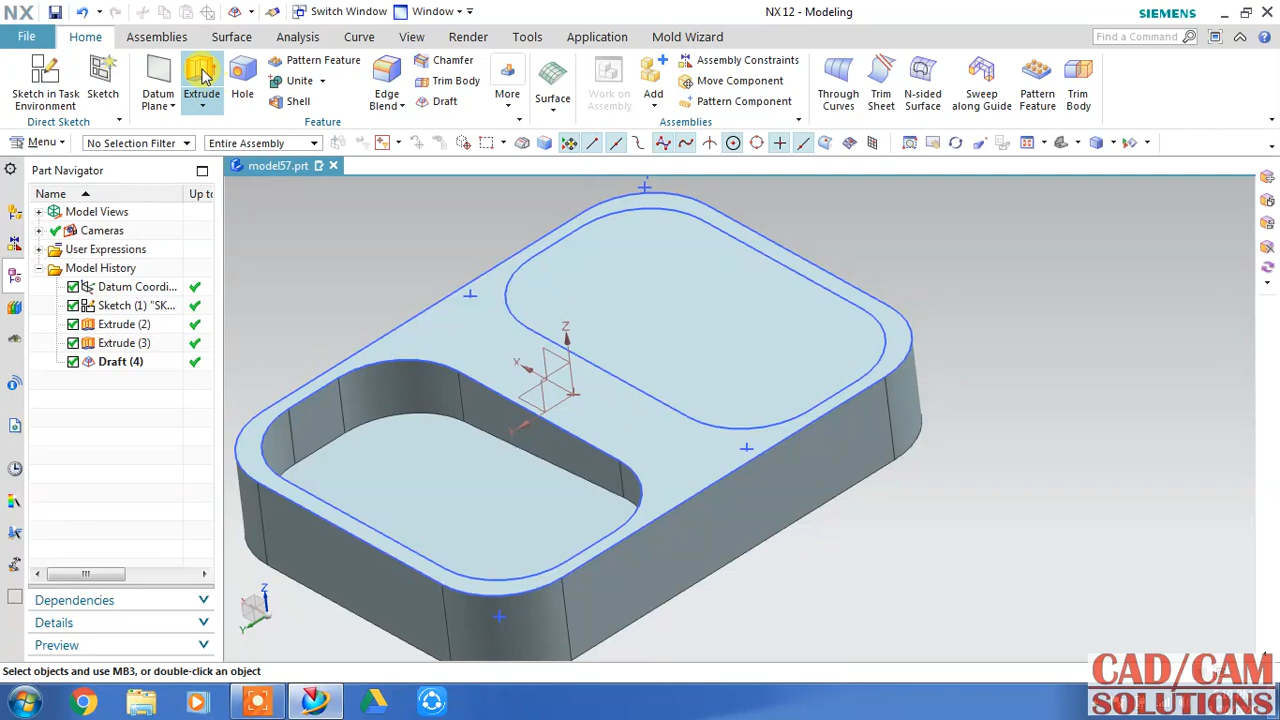 NX
Switch Window
Window
NX 12 - Modeling
SIEMENS
File
Home
Assemblies
Surface
Analysis
Curve
View
Render
Tools
Application
Mold Wizard
Find a Command
Sketch in Task
Environment
Sketch
Direct Sketch
Datum
Plane
Extrude
Hole
Pattern Feature
Unite
Shell
Edge
Blend
Chamfer
Trim Body
Draft
More
Feature
Surface
Work on
Assembly
Add
Assembly Constraints
Move Component
Pattern Component
Assemblies
Through
Curves
Trim
Sheet
N-sided
Surface
Sweep
along Guide
Pattern
Feature
Trim
Body
Menu
No Selection Filter
Entire Assembly
Part Navigator
model57.prt
Name
Up to
Model Views
Cameras
User Expressions
Model History
Datum Coordi...
Sketch (1) "SK...
Extrude (2)
Extrude (3)
Draft (4)
Z
X
Y
Z
Y
Dependencies
Details
Preview
Select objects and use MB3, or double-click an object
CAD/CAM
SOLUTIONS